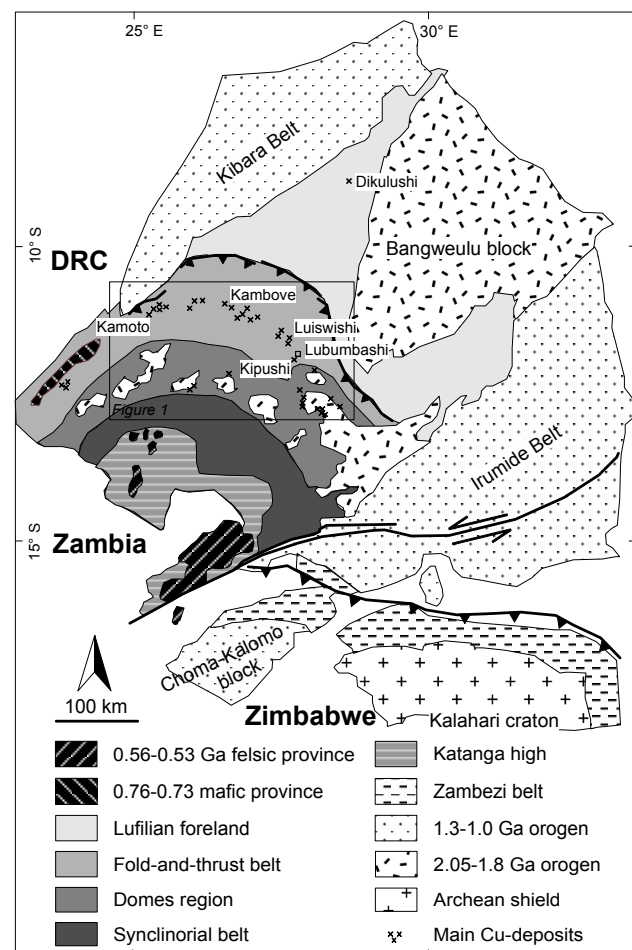 25° E
30° E
Kibara Belt
Dikulushi
10° S
DRC
Bangweulu block
Kambove
Kamoto
Luiswishi
Lubumbashi
Kipushi
Figure 1
Irumide Belt
15° S
Zambia
Choma-Kalomo
block
100 km
Zimbabwe
Kalahari craton
0.56-0.53 Ga felsic province
0.76-0.73 mafic province
Lufilian foreland
Fold-and-thrust belt
Domes region
Synclinorial belt
Katanga high
Zambezi belt
1.3-1.0 Ga orogen
2.05-1.8 Ga orogen
Archean shield
Main Cu-deposits